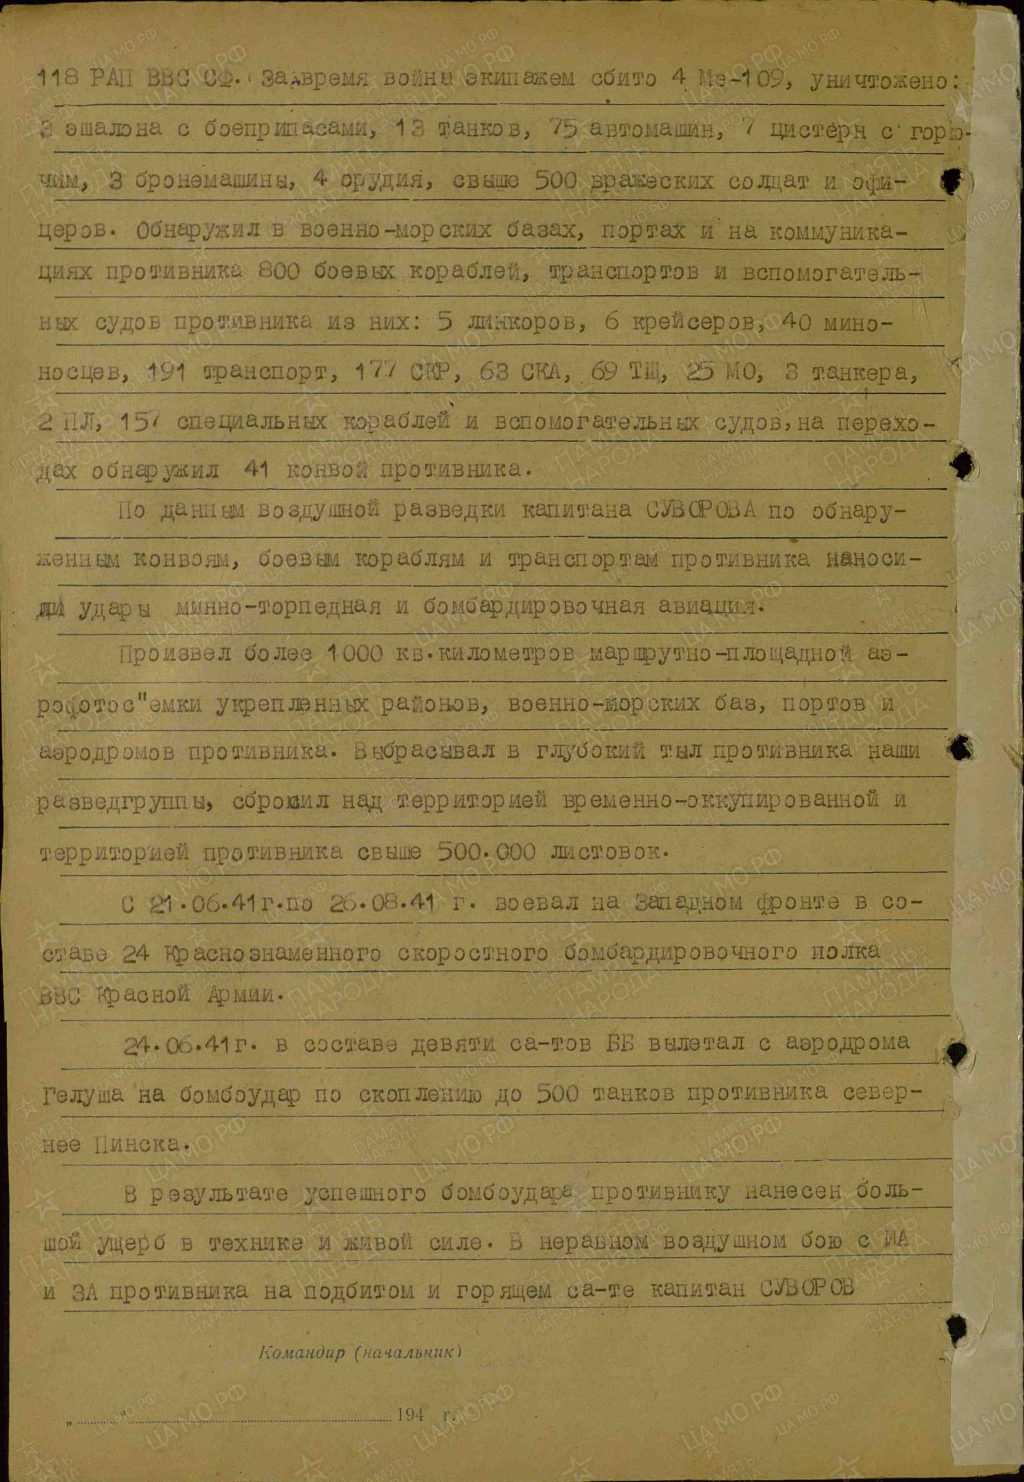 118 РАП ВВС СФ. За время войны экипажем сбито 4 Ме-109, уничтожено:
3 эшалона с боеприпасами, 13 танков, 75 автомашин, 7 цистерн с горю-
чим, 3 бронемашины, 4 орудия, свыше 500 вражеских солдат и офи-
церов. Обнаружил в военно-морских базах, портах и на коммуника-
циях противника 800 боевых кораблей, транспортов и вспомогатель-
ных судов противника из них: 5 линкоров, 6 крейсеров, 40 мино-
носцев, 191 транспорт, 177 СКР, 63 СКА, 69 ТЩ, 25 МО, 3 танкера,
2 ПЛ, 157 специальных кораблей и вспомогательных судов, на перехо-
дах обнаружил 41 конвой противника.
По данным воздушной разведки капитана СУВОРОВА по обнару-
женным конвоям, боевым кораблям и транспортам противника наноси-
ли удары минно-торпедная и бомбардировочная авиация.
Произвел более 1000 кв.километров маршрутно-площадной аэ-
рофотос"емки укрепленных районов, военно-морских баз, портов и
аэродромов противника. Выбрасывал в глубокий тыл противника наши
разведгруппы, сбросил над территорией временно-оккупированной и
территорией противника свыше 500.000 листовок.
С 21.06.41г.по 26.08.41 г. воевал на Западном фронте в со-
ставе 24 Краснознаменного скоростного бомбардировочного полка
ВВС Красной Армии.
24.06.41г. в составе девяти са-тов ББ вылетал с аэродрома
Гелуша на бомбоудар по скоплению до 500 танков противника север-
нее Пинска.
В результате успешного бомбоудара противнику нанесен боль-
шой ущерб в технике и живой силе. В неравном воздушном бою с ИА
и ЗА противника на подбитом и горящем са-те капитан СУВОРОВ
Командир (начальник)
„ “ 194 г.